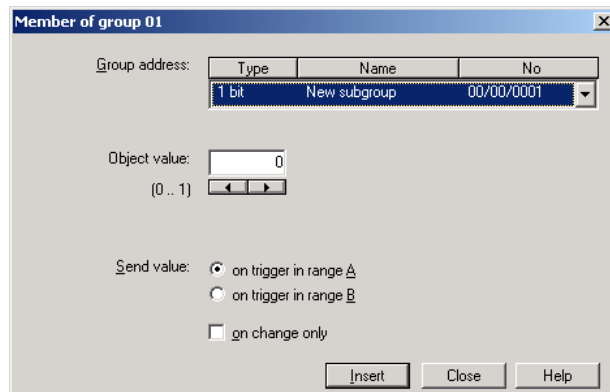 Member of group 01
Group address:
Type Name No
1 bit New subgroup 00/00/0001
Object value: 0
(0 .. 1)
Send value: on trigger in range A
on trigger in range B
on change only
Insert Close Help